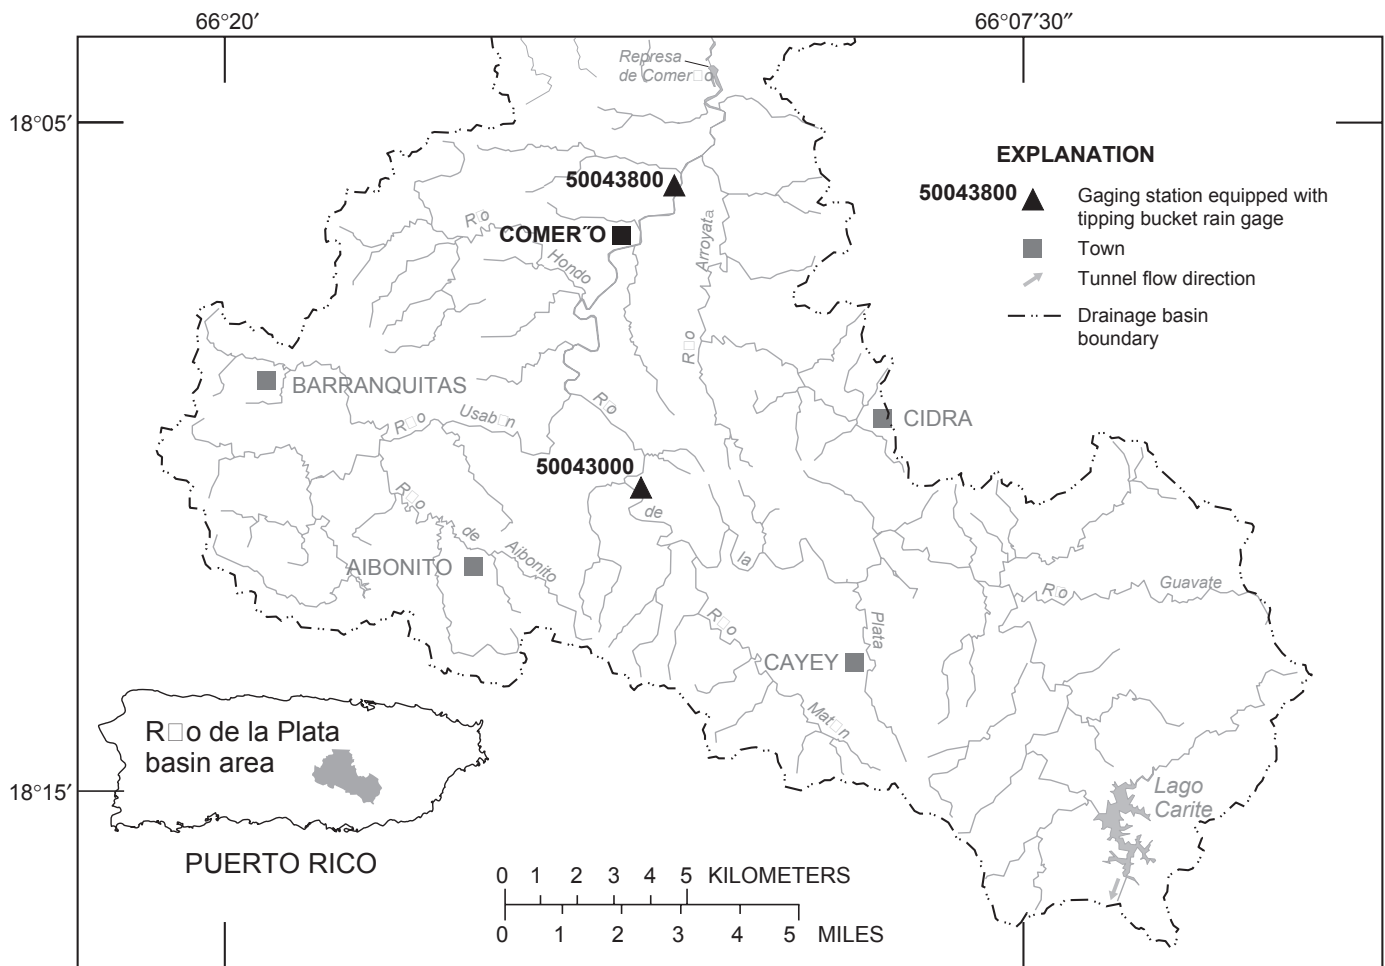 66°20′
66°07′30″
18°05′
Represa
de Comer□o
50043800
COMER˝O
R□o
Hondo
Arroyata
R□o
EXPLANATION
50043800
Gaging station equipped with
tipping bucket rain gage
Town
Tunnel flow direction
Drainage basin
boundary
BARRANQUITAS
R□o
Usab□n
R□o
CIDRA
50043000
R□o
de
Aibonito
AIBONITO
de
la
Plata
R□o
Guavate
R□o
Mat□n
CAYEY
R□o de la Plata
basin area
18°15′
PUERTO RICO
Lago
Carite
0 1 2 3 4 5 KILOMETERS
0 1 2 3 4 5 MILES